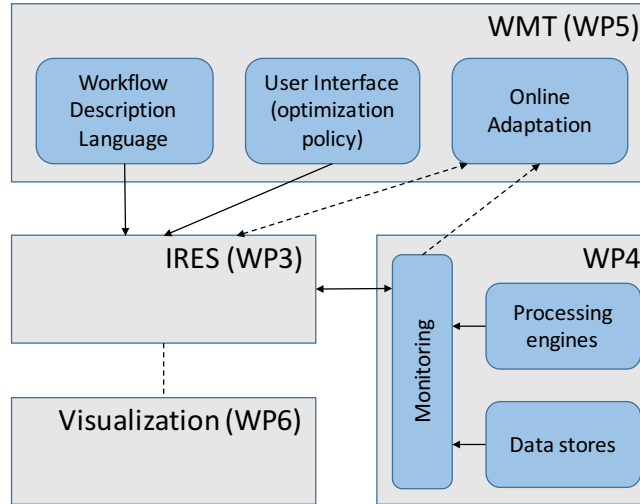 WMT (WP5)
Workflow
Description
Language
User Interface
(optimization
policy)
Online
Adaptation
IRES (WP3)
WP4
Monitoring
Processing
engines
Data stores
Visualization (WP6)